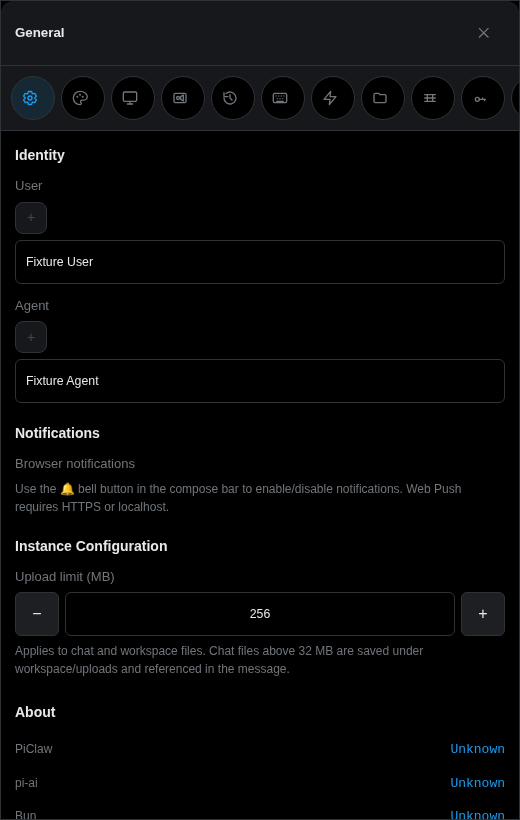 General
Identity
User
+
Fixture User
Agent
+
Fixture Agent
Notifications
Browser notifications
Use the 🔔 bell button in the compose bar to enable/disable notifications. Web Push
requires HTTPS or localhost.
Instance Configuration
Upload limit (MB)
− 256 +
Applies to chat and workspace files. Chat files above 32 MB are saved under
workspace/uploads and referenced in the message.
About
PiClaw Unknown
pi-ai Unknown
Bun Unknown